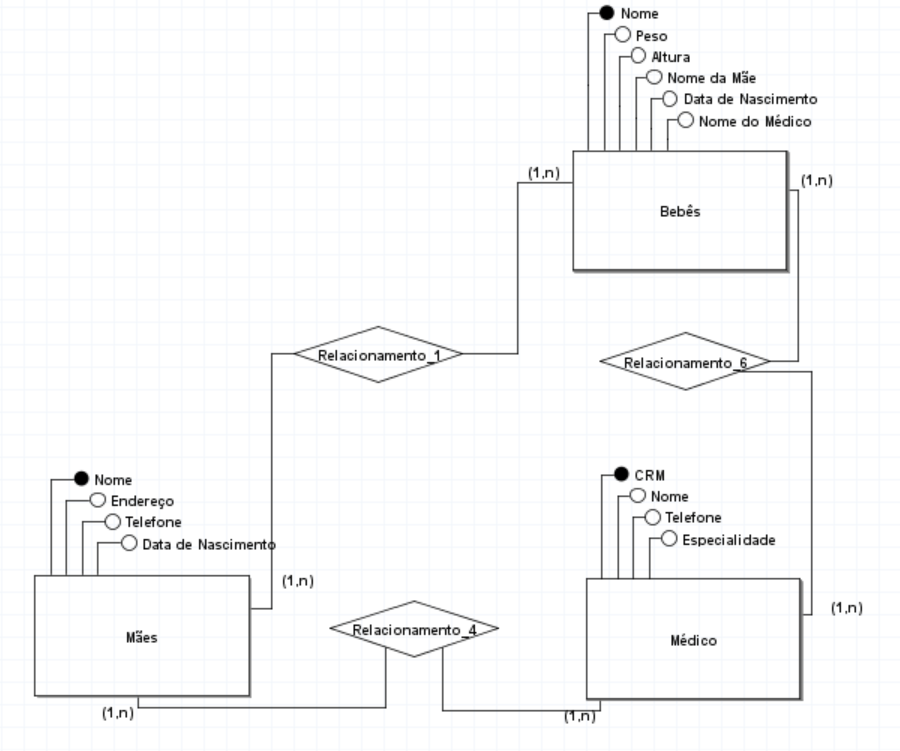 Nome
Peso
Altura
Nome da Mãe
Data de Nascimento
Nome do Médico
(1,n)
(1,n)
Bebês
Relacionamento_1
Relacionamento_6
Nome
Endereço
Telefone
Data de Nascimento
CRM
Nome
Telefone
Especialidade
(1,n)
(1,n)
Mães
Relacionamento_4
Médico
(1,n)
(1,n)